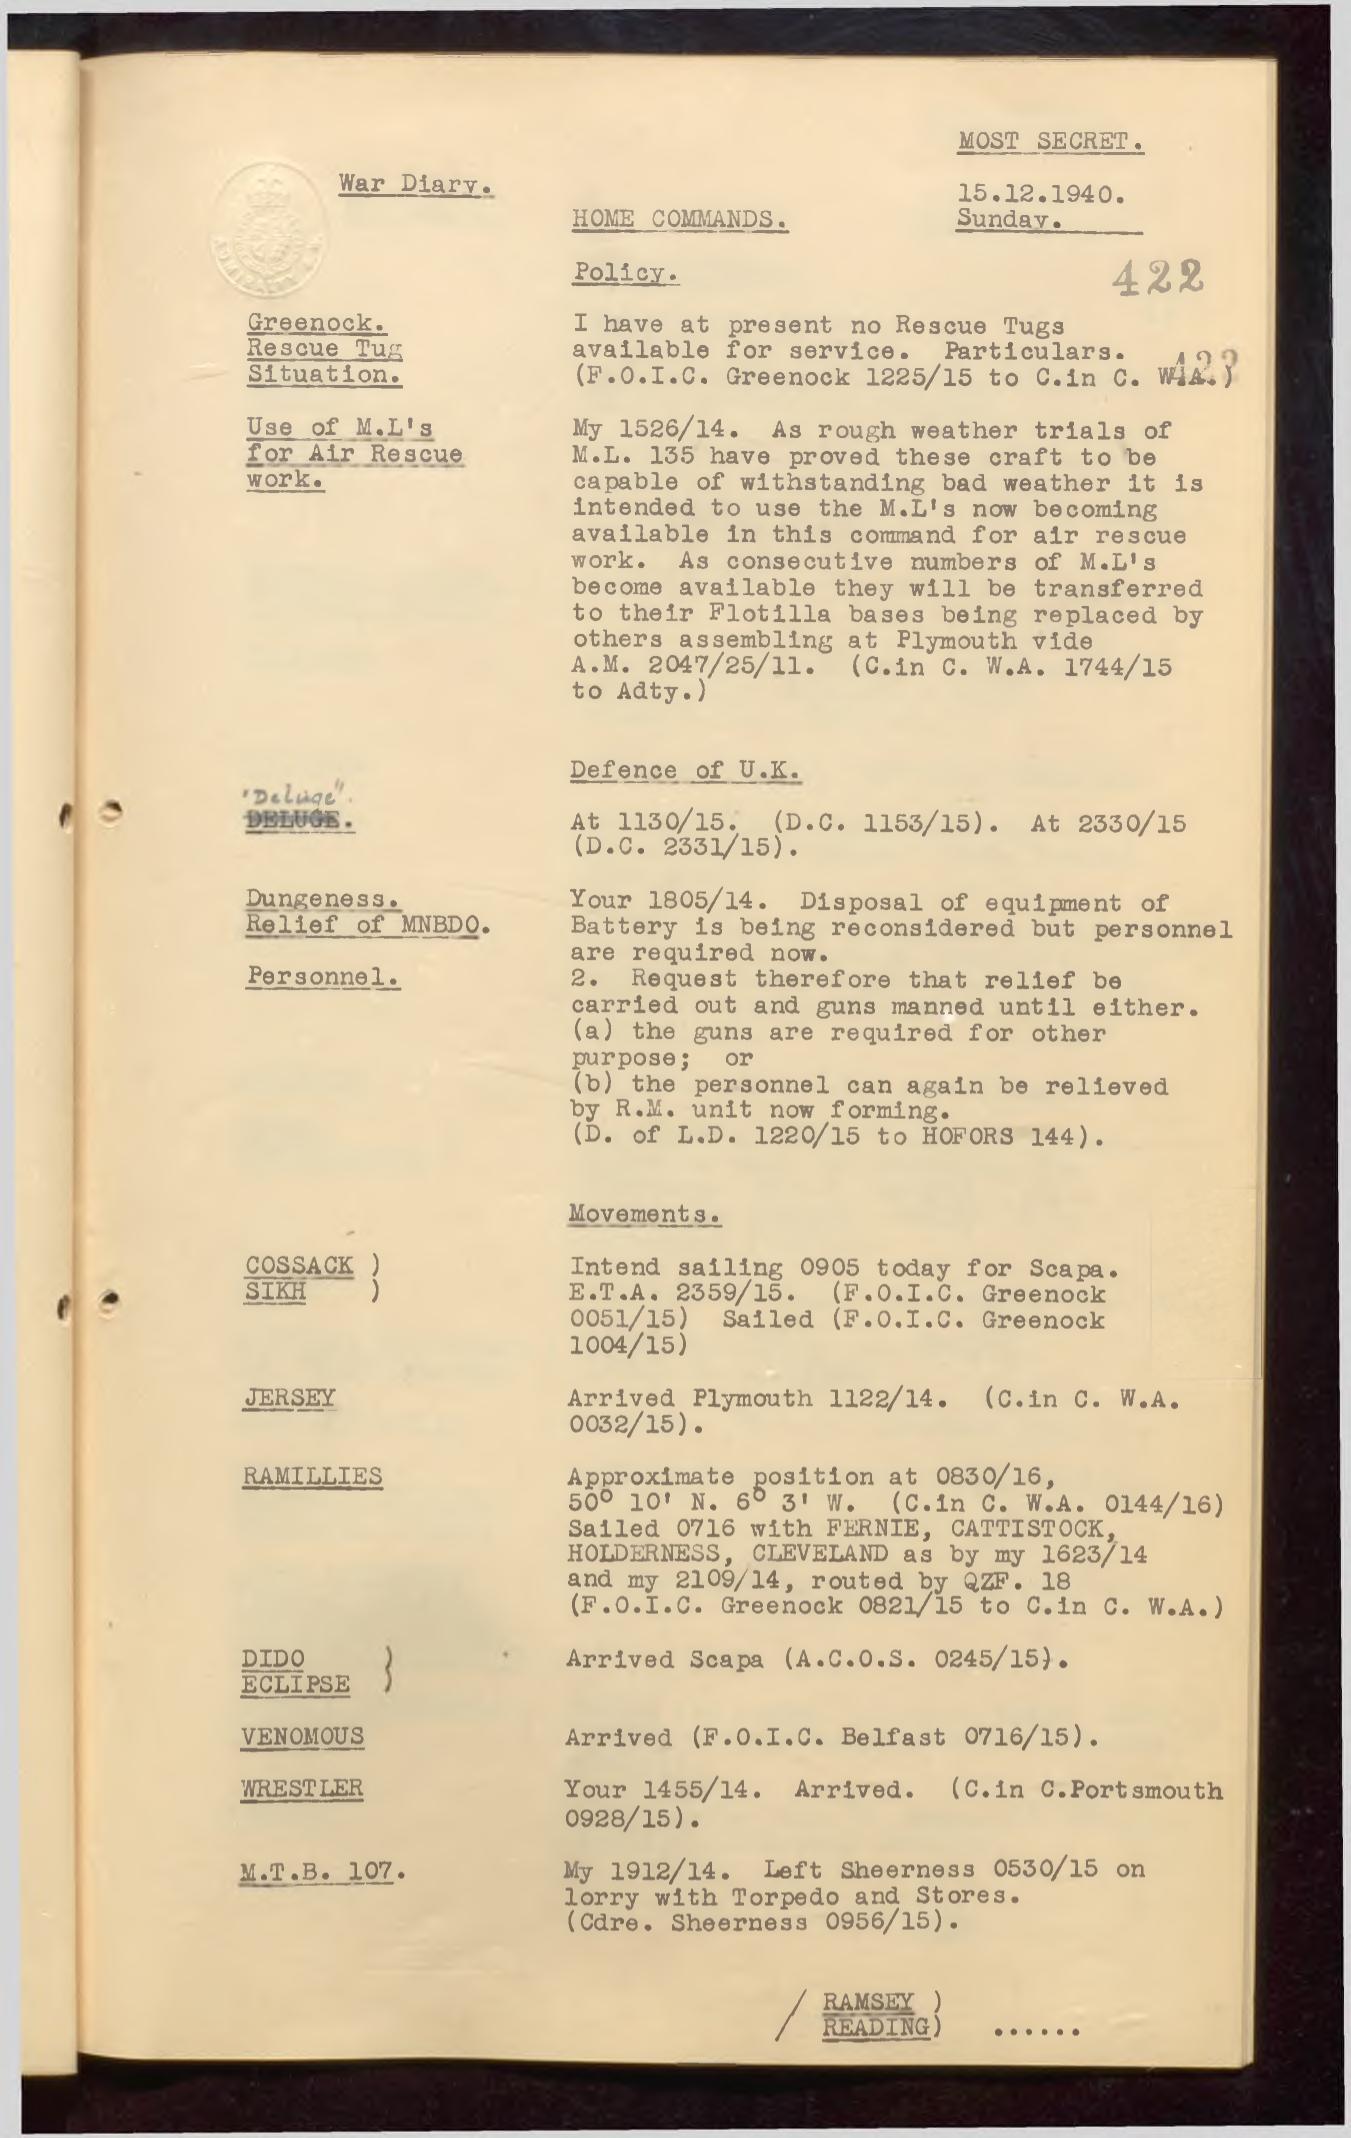 MOST SECRET.
War Diary.
15.12.1940.
HOME COMMANDS.
Sunday.
Policy.
422
Greenock.
Rescue Tug
Situation.
I have at present no Rescue Tugs
available for service. Particulars.
(F.O.I.C. Greenock 1225/15 to C.in C. W.A.)
Use of M.L's
for Air Rescue
work.
My 1526/14. As rough weather trials of
M.L. 135 have proved these craft to be
capable of withstanding bad weather it is
intended to use the M.L's now becoming
available in this command for air rescue
work. As consecutive numbers of M.L's
become available they will be transferred
to their Flotilla bases being replaced by
others assembling at Plymouth vide
A.M. 2047/25/11. (C.in C. W.A. 1744/15
to Adty.)
Defence of U.K.
"Deluge".
DELUGE.
At 1130/15. (D.C. 1153/15). At 2330/15
(D.C. 2331/15).
Dungeness.
Relief of MNBDO.
Personnel.
Your 1805/14. Disposal of equipment of
Battery is being reconsidered but personnel
are required now.
2. Request therefore that relief be
carried out and guns manned until either.
(a) the guns are required for other
purpose; or
(b) the personnel can again be relieved
by R.M. unit now forming.
(D. of L.D. 1220/15 to HOFORS 144).
Movements.
COSSACK )
SIKH )
Intend sailing 0905 today for Scapa.
E.T.A. 2359/15. (F.O.I.C. Greenock
0051/15) Sailed (F.O.I.C. Greenock
1004/15)
JERSEY
Arrived Plymouth 1122/14. (C.in C. W.A.
0032/15).
RAMILLIES
Approximate position at 0830/16,
50° 10' N. 6° 3' W. (C.in C. W.A. 0144/16)
Sailed 0716 with FERNIE, CATTISTOCK,
HOLDERNESS, CLEVELAND as by my 1623/14
and my 2109/14, routed by QZF. 18
(F.O.I.C. Greenock 0821/15 to C.in C. W.A.)
DIDO )
ECLIPSE )
Arrived Scapa (A.C.O.S. 0245/15).
VENOMOUS
Arrived (F.O.I.C. Belfast 0716/15).
WRESTLER
Your 1455/14. Arrived. (C.in C.Portsmouth
0928/15).
M.T.B. 107.
My 1912/14. Left Sheerness 0530/15 on
lorry with Torpedo and Stores.
(Cdre. Sheerness 0956/15).
/ RAMSEY )
READING) ......